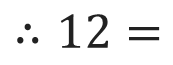 ∴ 12 =